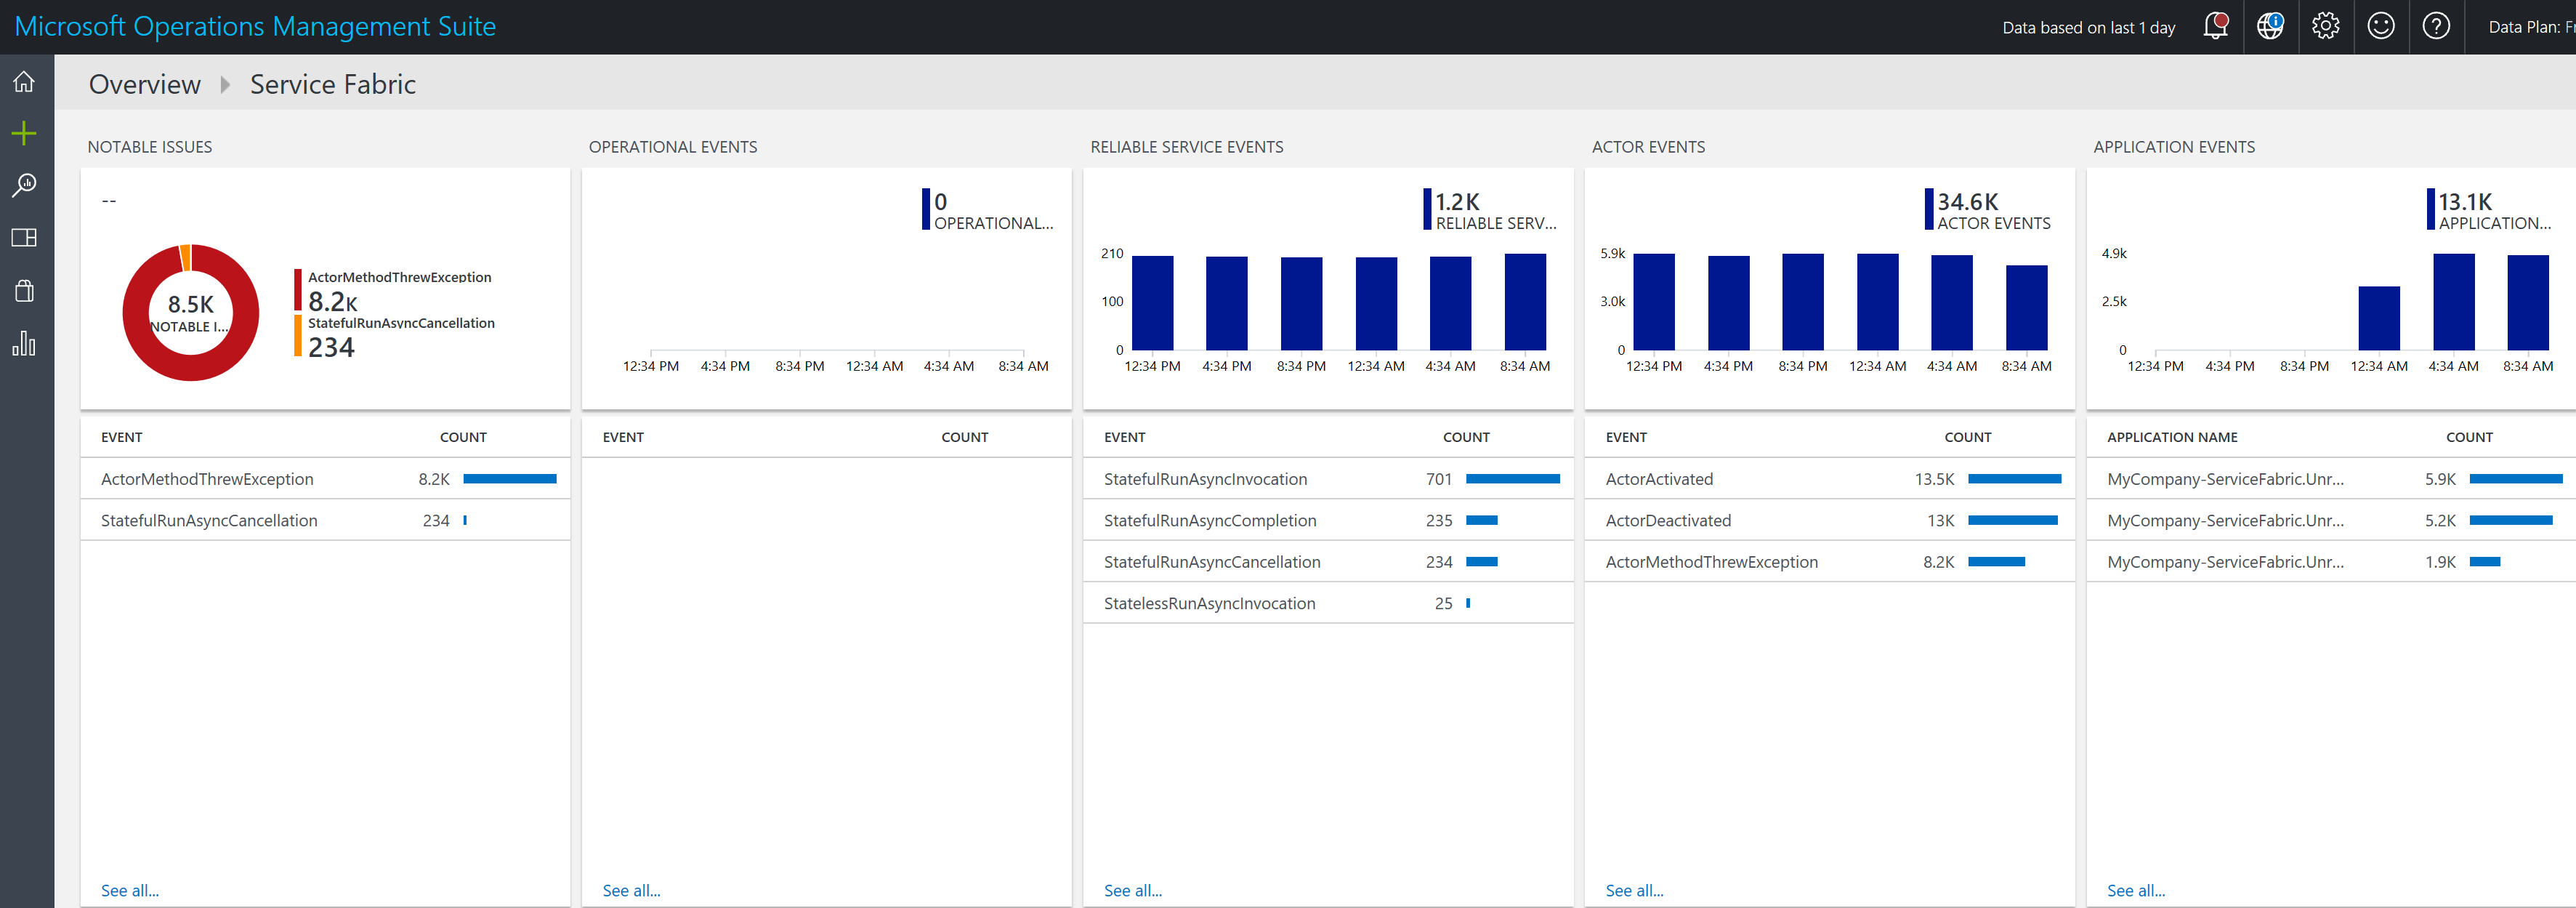 Microsoft Operations Management Suite
Data based on last 1 day
Data Plan: Fr
Overview
Service Fabric
NOTABLE ISSUES
--
8.5K
NOTABLE I...
ActorMethodThrewException
8.2K
StatefulRunAsyncCancellation
234
EVENT COUNT
ActorMethodThrewException 8.2K
StatefulRunAsyncCancellation 234
See all...
OPERATIONAL EVENTS
0
OPERATIONAL...
12:34 PM 4:34 PM 8:34 PM 12:34 AM 4:34 AM 8:34 AM
EVENT COUNT
See all...
RELIABLE SERVICE EVENTS
1.2K
RELIABLE SERV...
210
100
0
12:34 PM 4:34 PM 8:34 PM 12:34 AM 4:34 AM 8:34 AM
EVENT COUNT
StatefulRunAsyncInvocation 701
StatefulRunAsyncCompletion 235
StatefulRunAsyncCancellation 234
StatelessRunAsyncInvocation 25
See all...
ACTOR EVENTS
34.6K
ACTOR EVENTS
5.9k
3.0k
0
12:34 PM 4:34 PM 8:34 PM 12:34 AM 4:34 AM 8:34 AM
EVENT COUNT
ActorActivated 13.5K
ActorDeactivated 13K
ActorMethodThrewException 8.2K
See all...
APPLICATION EVENTS
13.1K
APPLICATION...
4.9k
2.5k
0
12:34 PM 4:34 PM 8:34 PM 12:34 AM 4:34 AM 8:34 AM
APPLICATION NAME COUNT
MyCompany-ServiceFabric.Unr... 5.9K
MyCompany-ServiceFabric.Unr... 5.2K
MyCompany-ServiceFabric.Unr... 1.9K
See all...